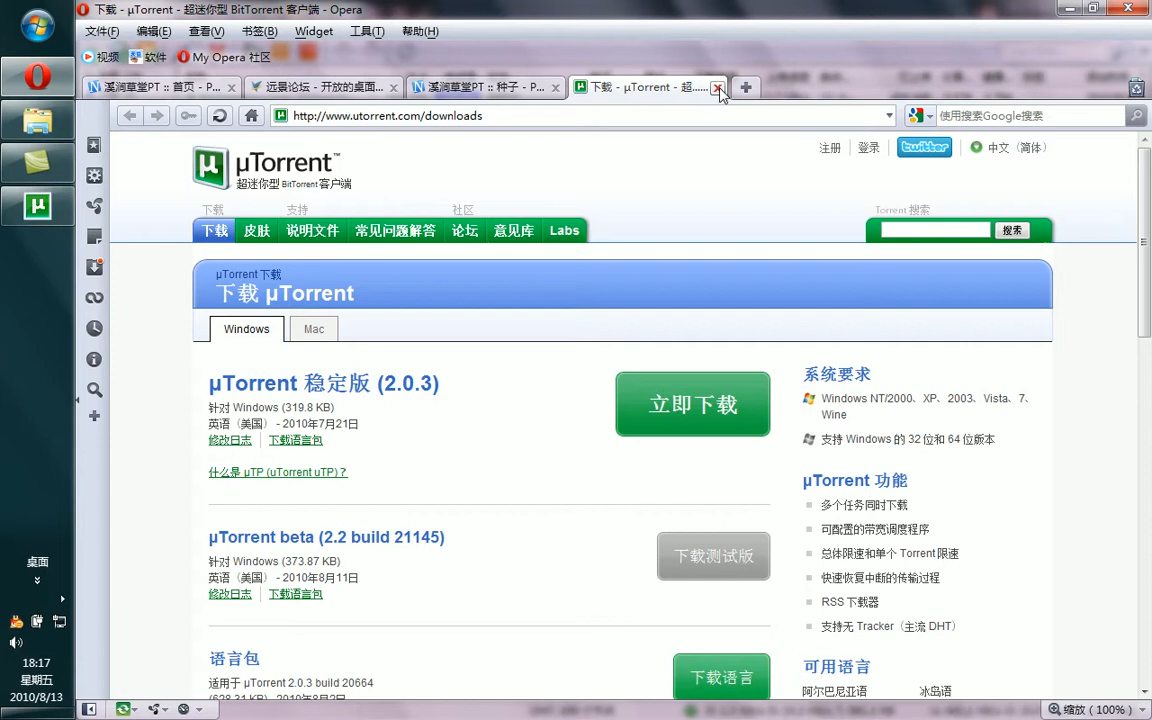 下载 - µTorrent - 超迷你型 BitTorrent 客户端 - Opera
文件(F) 编辑(E) 查看(V) 书签(B) Widget 工具(T) 帮助(H)
视频 软件 My Opera 社区
溪涧草堂PT :: 首页 - P... 远景论坛 - 开放的桌面... 溪涧草堂PT :: 种子 - P... 下载 - µTorrent - 超......
http://www.utorrent.com/downloads 使用搜索Google搜索
注册 登录 twitter 中文（简体）
µTorrent™
超迷你型 BitTorrent 客户端
下载 支持 社区 Torrent 搜索
下载 皮肤 说明文件 常见问题解答 论坛 意见库 Labs 搜索
µTorrent 下载
下载 µTorrent
Windows Mac
µTorrent 稳定版 (2.0.3)
针对 Windows (319.8 KB)
英语（美国） - 2010年7月21日
修改日志 下载语言包
什么是 µTP (uTorrent uTP)？
立即下载
µTorrent beta (2.2 build 21145)
针对 Windows (373.87 KB)
英语（美国） - 2010年8月11日
修改日志 下载语言包
下载测试版
语言包
适用于 µTorrent 2.0.3 build 20664
(628.31 KB) - 2010年8月2日
下载语言
系统要求
Windows NT/2000、XP、2003、Vista、7、
Wine
支持 Windows 的 32 位和 64 位版本
µTorrent 功能
多个任务同时下载
可配置的带宽调度程序
总体限速和单个 Torrent 限速
快速恢复中断的传输过程
RSS 下载器
支持无 Tracker（主流 DHT）
可用语言
阿尔巴尼亚语 冰岛语
桌面
18:17
星期五
2010/8/13
缩放（100%）